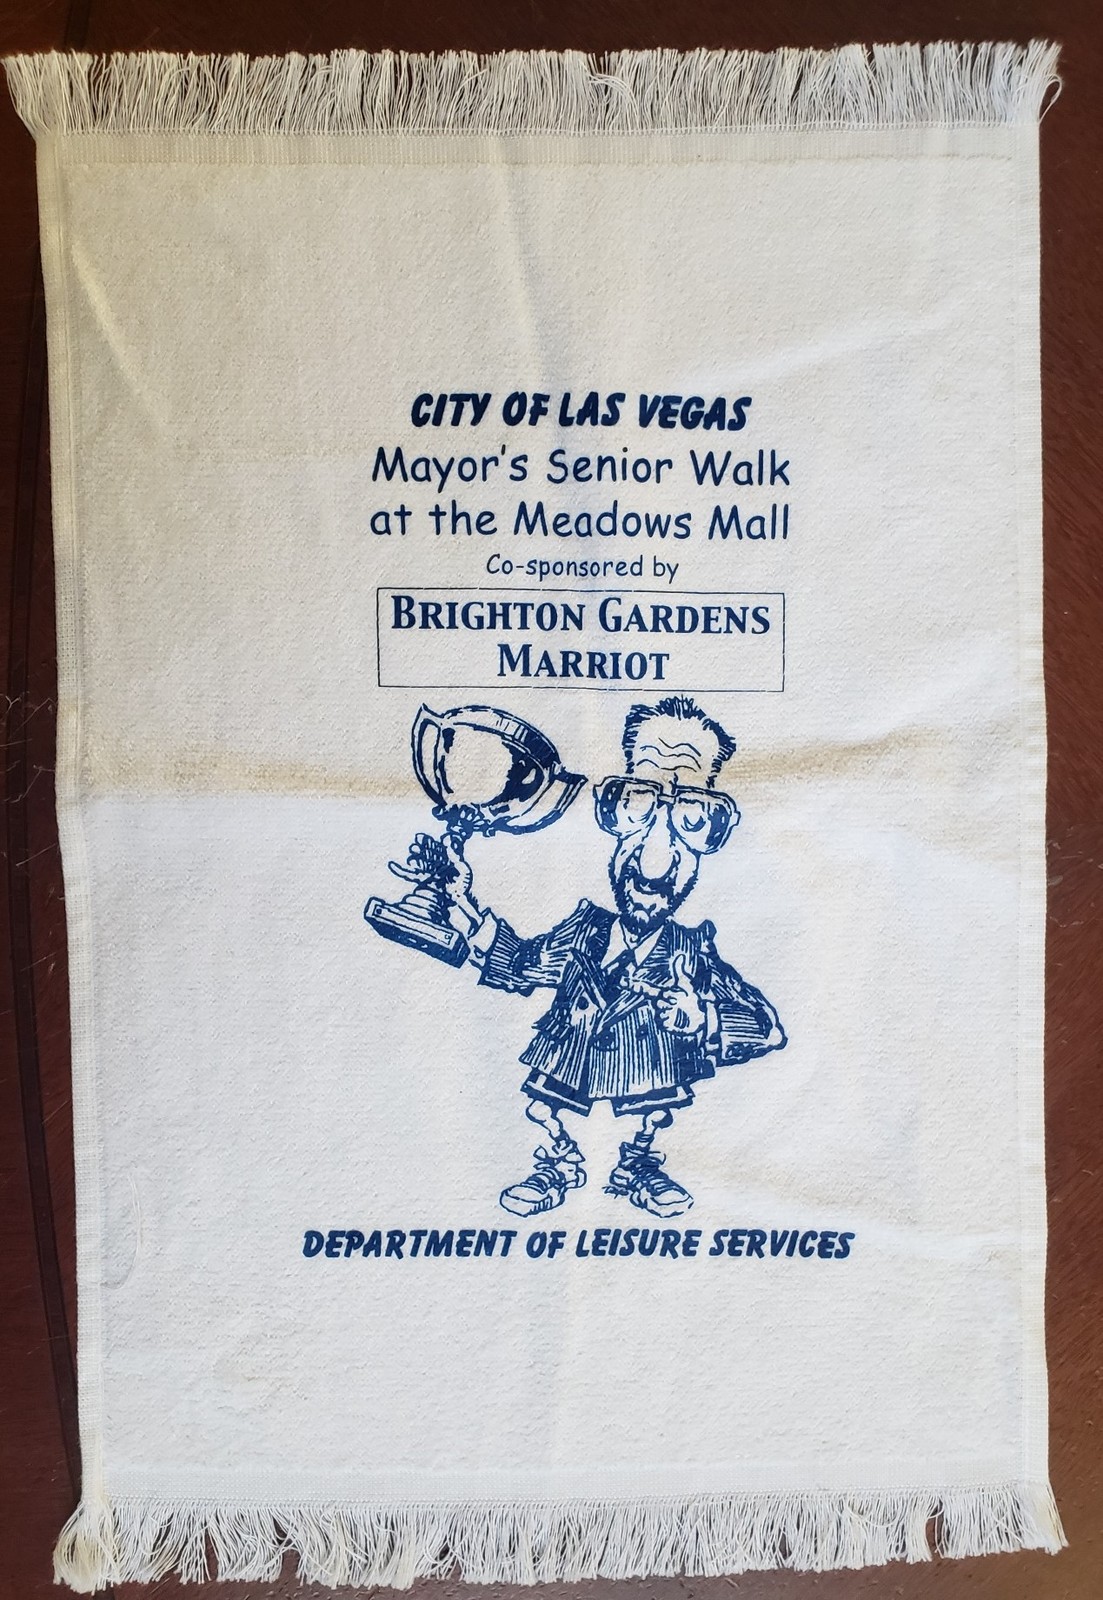 CITY OF LAS VEGAS
Mayor's Senior Walk
at the Meadows Mall
Co-sponsored by
BRIGHTON GARDENS
MARRIOT
DEPARTMENT OF LEISURE SERVICES